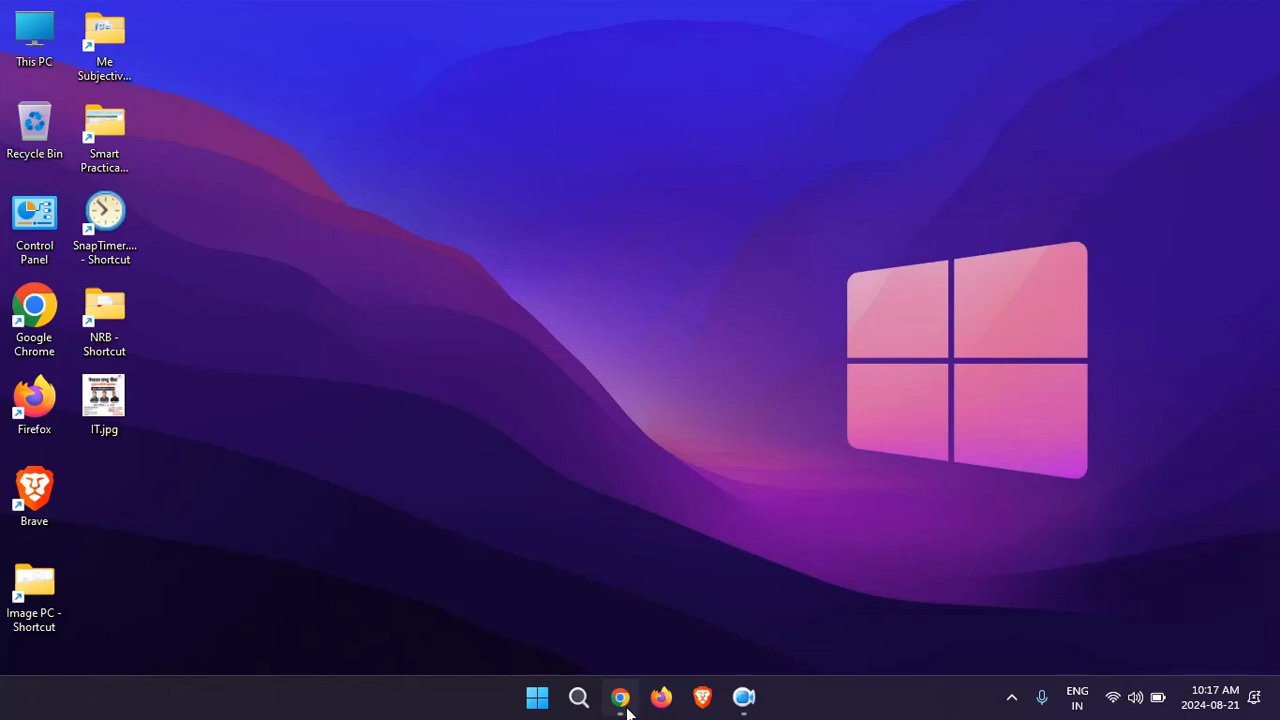 This PC
Me
Subjectiv...
Recycle Bin
Smart
Practica...
Control
Panel
SnapTimer....
- Shortcut
Google
Chrome
NRB -
Shortcut
Firefox
IT.jpg
Brave
Image PC -
Shortcut
ENG
IN
10:17 AM
2024-08-21